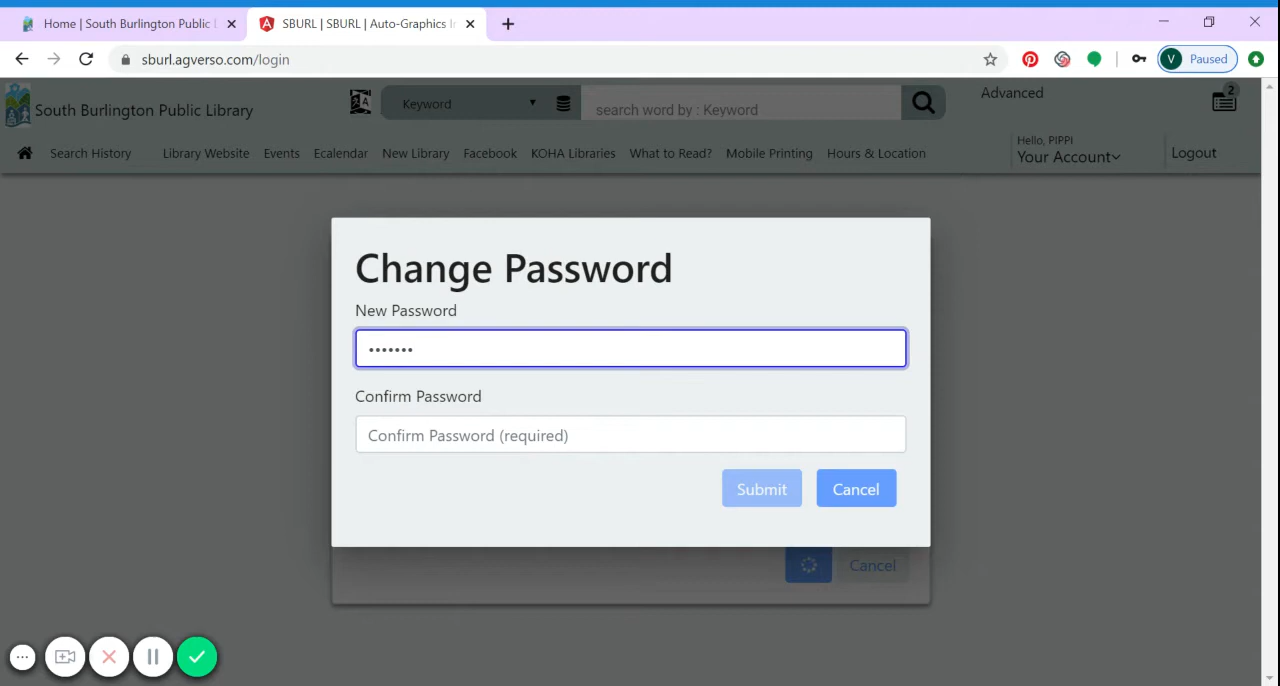 Home | South Burlington Public L
SBURL | SBURL | Auto-Graphics In
sburl.agverso.com/login
V Paused
South Burlington Public Library
Keyword
search word by : Keyword
Advanced
2
Search History
Library Website
Events
Ecalendar
New Library
Facebook
KOHA Libraries
What to Read?
Mobile Printing
Hours & Location
Hello, PIPPI
Your Account
Logout
Change Password
New Password
•••••••
Confirm Password
Confirm Password (required)
Submit
Cancel
Cancel